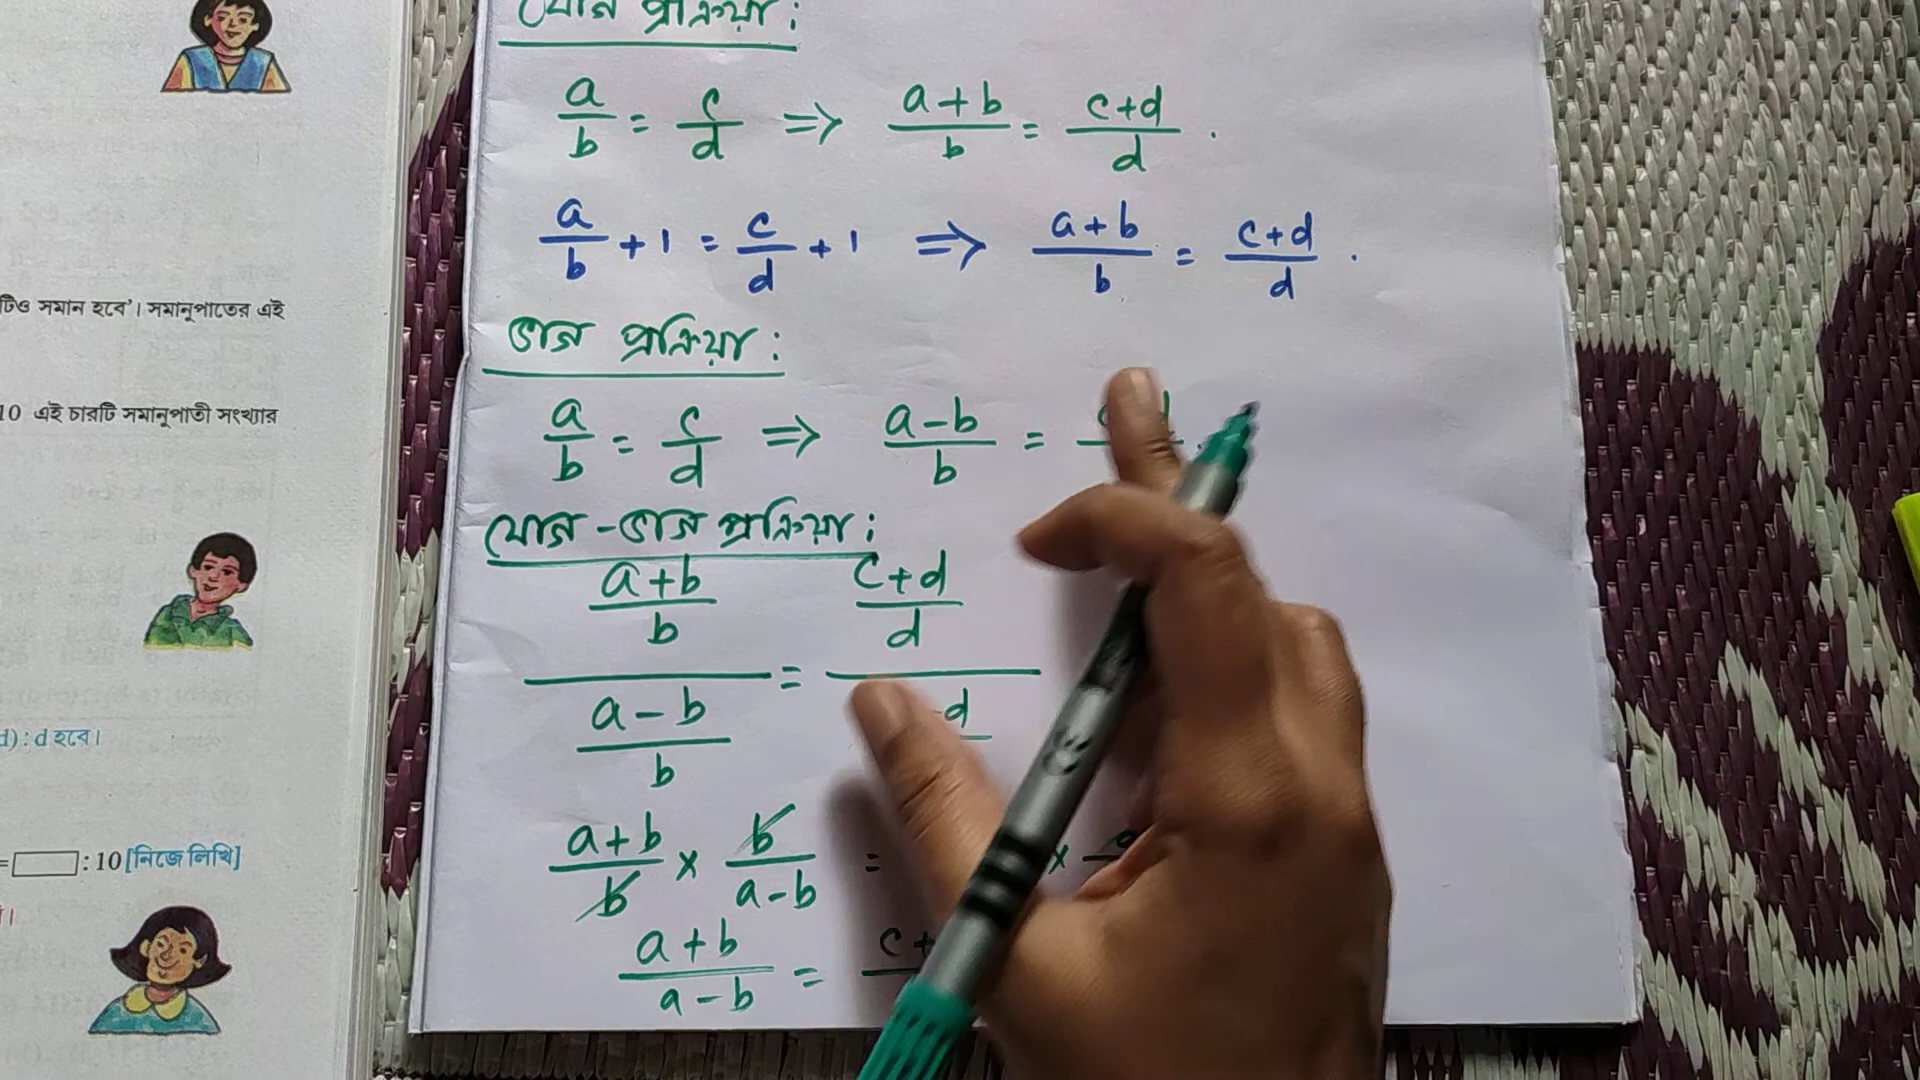 টিও সমান হবে'। সমানুপাতের এই
10 এই চারটি সমানুপাতী সংখ্যার
d) : d হবে।
= : 10 [নিজে লিখি]
যোগ প্রক্রিয়া :
a/b = c/d ⇒ a+b/b = c+d/d .
a/b + 1 = c/d + 1 ⇒ a+b/b = c+d/d .
ভাগ প্রক্রিয়া :
a/b = c/d ⇒ a-b/b =
যোগ-ভাগ প্রক্রিয়া :
a+b/b / a-b/b = c+d/d / -d
a+b/b × b/a-b = ×
a+b/a-b = c+